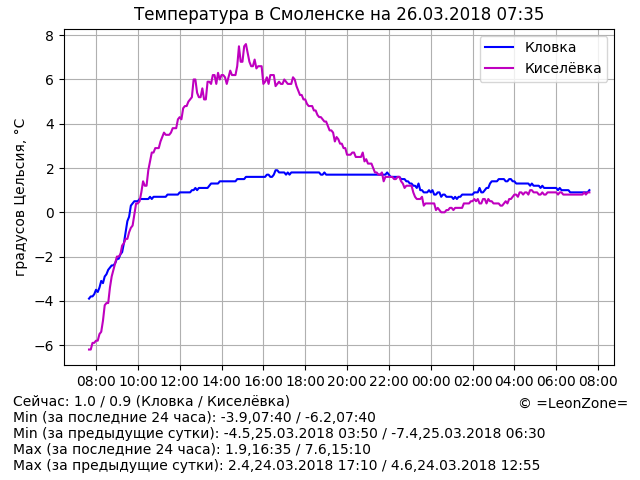 Температура в Смоленске на 26.03.2018 07:35
градусов Цельсия, °C
8
6
4
2
0
−2
−4
−6
Кловка
Киселёвка
08:00 10:00 12:00 14:00 16:00 18:00 20:00 22:00 00:00 02:00 04:00 06:00 08:00
Сейчас: 1.0 / 0.9 (Кловка / Киселёвка)
© =LeonZone=
Min (за последние 24 часа): -3.9,07:40 / -6.2,07:40
Min (за предыдущие сутки): -4.5,25.03.2018 03:50 / -7.4,25.03.2018 06:30
Max (за последние 24 часа): 1.9,16:35 / 7.6,15:10
Max (за предыдущие сутки): 2.4,24.03.2018 17:10 / 4.6,24.03.2018 12:55